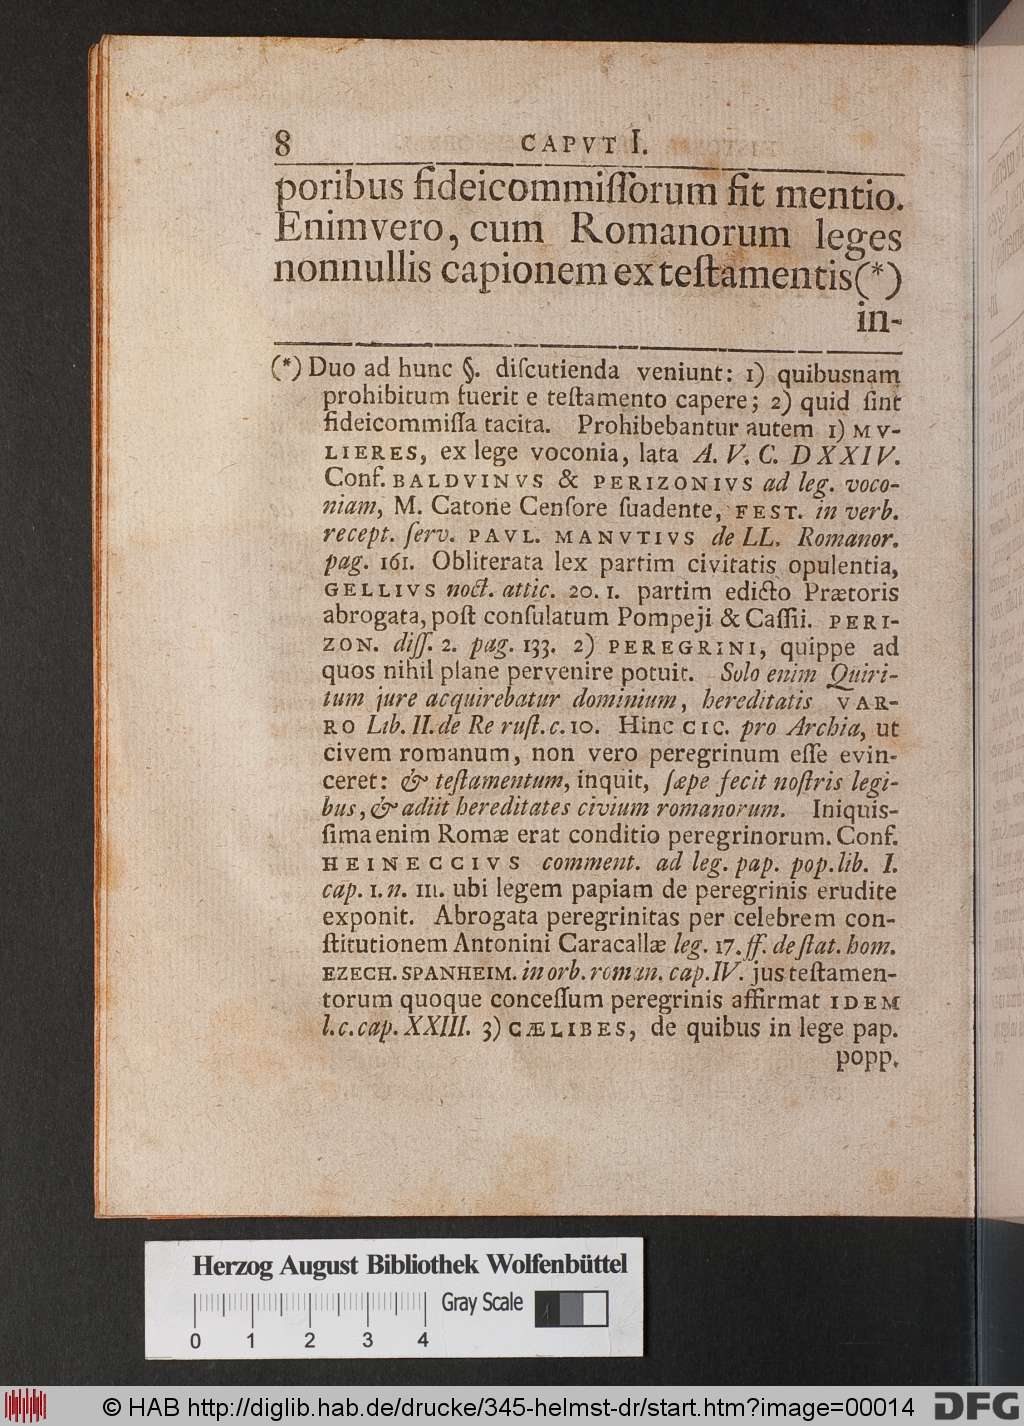 8 CAPVT I.
poribus fideicommiſſorum fit mentio.
Enimvero, cum Romanorum leges
nonnullis capionem ex teſtamentis(*)
in-
(*) Duo ad hunc §. diſcutienda veniunt: 1) quibusnam
prohibitum fuerit e teſtamento capere; 2) quid ſint
fideicommiſſa tacita. Prohibebantur autem 1) MV-
LIERES, ex lege voconia, lata A. V. C. DXXIV.
Conf. BALDVINVS & PERIZONIVS ad leg. voco-
niam, M. Catone Cenſore ſuadente, FEST. in verb.
recept. ſerv. PAVL. MANVTIVS de LL. Romanor.
pag. 161. Obliterata lex partim civitatis opulentia,
GELLIVS noct. attic. 20. 1. partim edicto Prætoris
abrogata, poſt conſulatum Pompeji & Caſſii. PERI-
ZON. diſſ. 2. pag. 133. 2) PEREGRINI, quippe ad
quos nihil plane pervenire potuit. Solo enim Quiri-
tum jure acquirebatur dominium, hereditatis VAR-
RO Lib. II. de Re ruſt. c. 10. Hinc CIC. pro Archia, ut
civem romanum, non vero peregrinum eſſe evin-
ceret: & teſtamentum, inquit, ſæpe fecit noſtris legi-
bus, & adiit hereditates civium romanorum. Iniquis-
ſima enim Romæ erat conditio peregrinorum. Conf.
HEINECCIVS comment. ad leg. pap. pop. lib. I.
cap. 1. n. 111. ubi legem papiam de peregrinis erudite
exponit. Abrogata peregrinitas per celebrem con-
ſtitutionem Antonini Caracallæ leg. 17. ff. de ſtat. hom.
EZECH. SPANHEIM. in orb. roman. cap. IV. jus teſtamen-
torum quoque conceſſum peregrinis affirmat IDEM
l. c. cap. XXIII. 3) CÆLIBES, de quibus in lege pap.
popp.
Herzog August Bibliothek Wolfenbüttel
Gray Scale
0 1 2 3 4
© HAB http://diglib.hab.de/drucke/345-helmst-dr/start.htm?image=00014
DFG